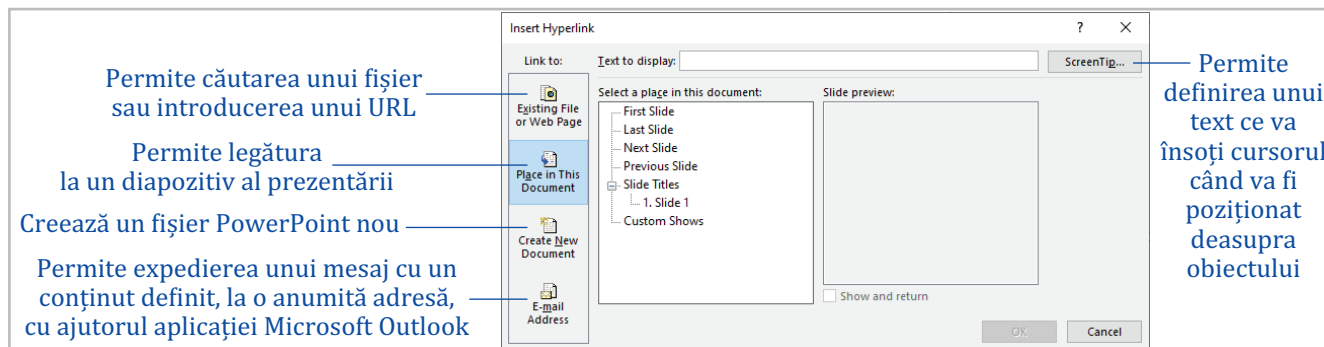 Permite căutarea unui fișier
sau introducerea unui URL
Permite legătura
la un diapozitiv al prezentării
Creează un fișier PowerPoint nou
Permite expedierea unui mesaj cu un
conținut definit, la o anumită adresă,
cu ajutorul aplicației Microsoft Outlook
Insert Hyperlink
? ×
Link to:
Existing File
or Web Page
Place in This
Document
Create New
Document
E-mail
Address
Text to display:
ScreenTip...
Select a place in this document:
First Slide
Last Slide
Next Slide
Previous Slide
Slide Titles
1. Slide 1
Custom Shows
Slide preview:
Show and return
OK
Cancel
Permite
definirea unui
text ce va
însoți cursorul
când va fi
poziționat
deasupra
obiectului